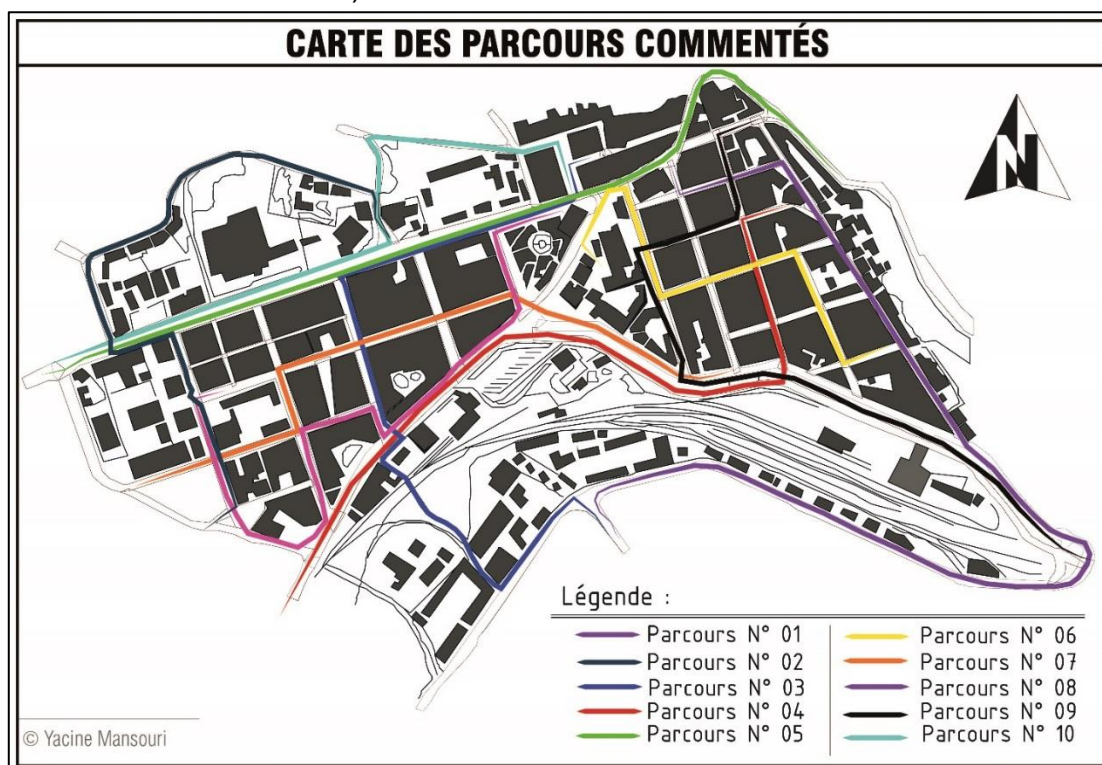 CARTE DES PARCOURS COMMENTÉS
N
Légende :
Parcours N° 01
Parcours N° 02
Parcours N° 03
Parcours N° 04
Parcours N° 05
Parcours N° 06
Parcours N° 07
Parcours N° 08
Parcours N° 09
Parcours N° 10
© Yacine Mansouri